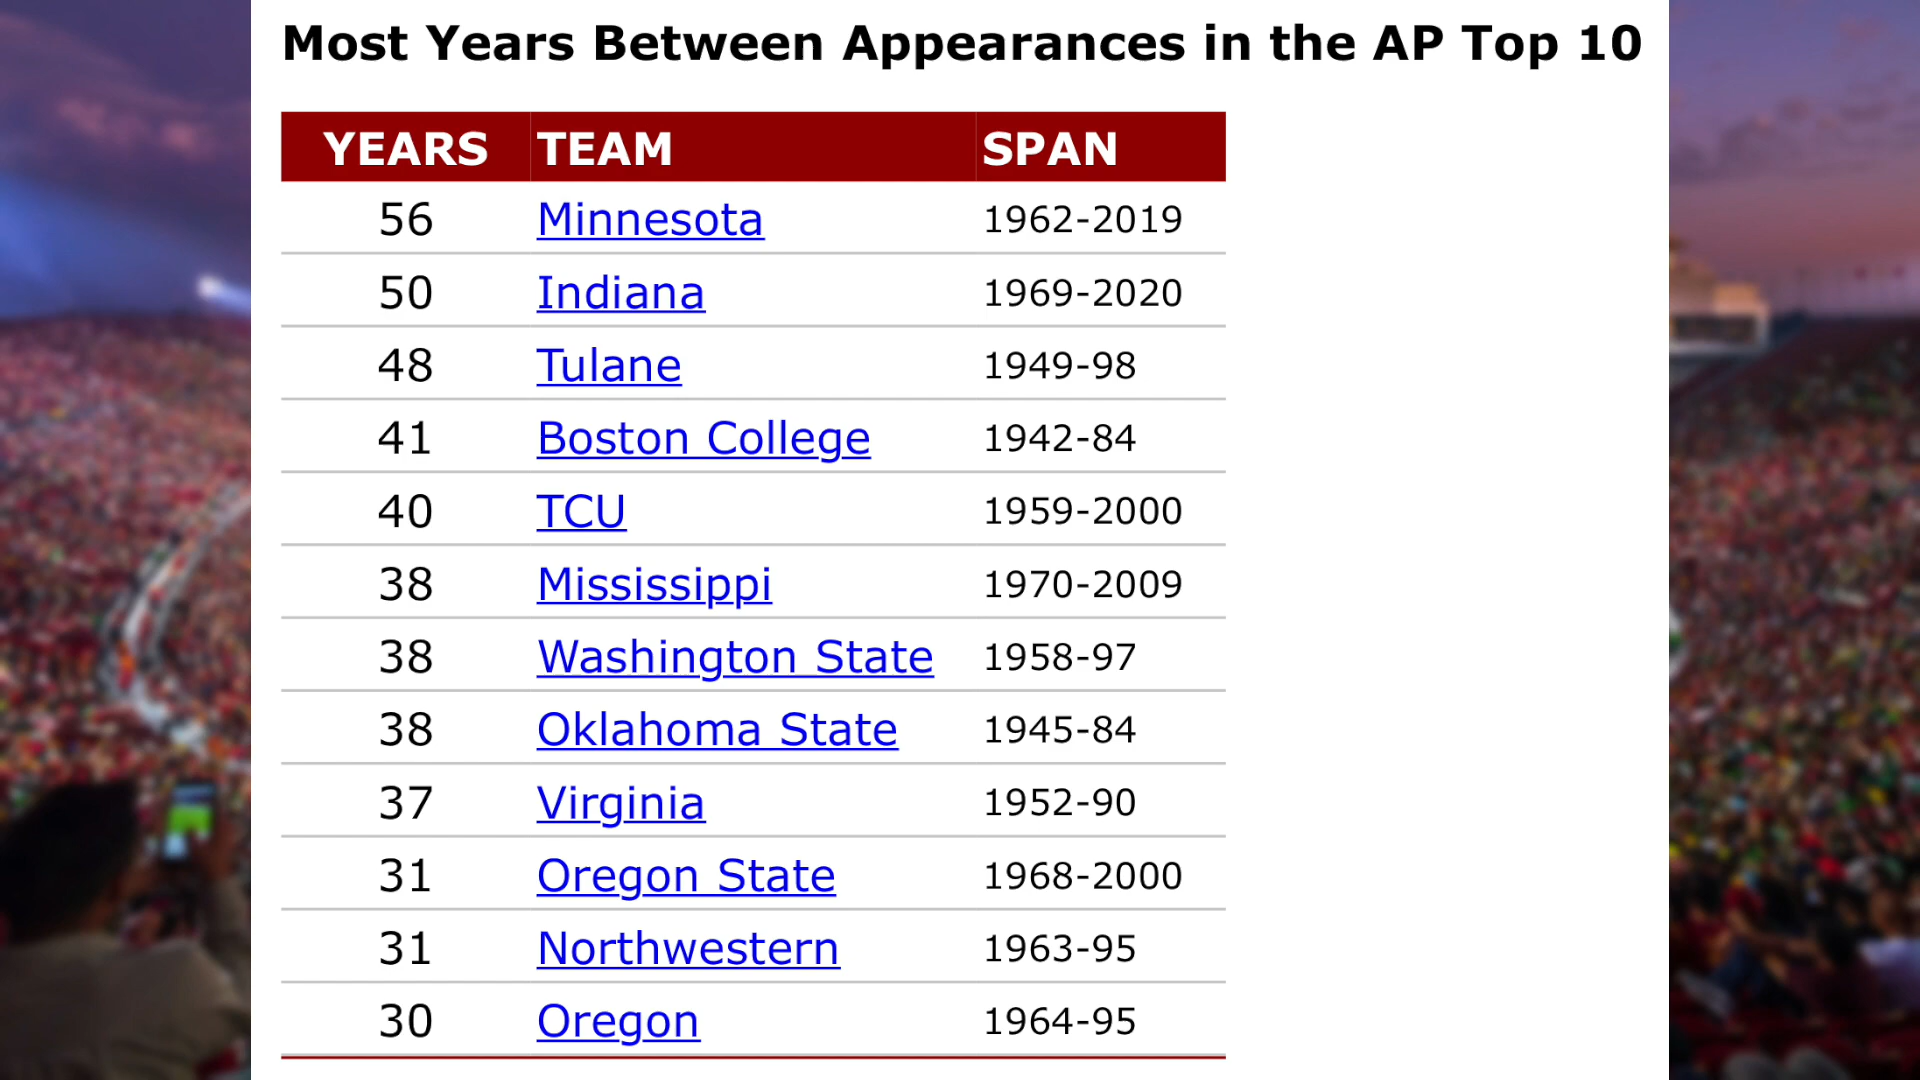 Most Years Between Appearances in the AP Top 10
YEARS TEAM SPAN
56 Minnesota 1962-2019
50 Indiana 1969-2020
48 Tulane 1949-98
41 Boston College 1942-84
40 TCU 1959-2000
38 Mississippi 1970-2009
38 Washington State 1958-97
38 Oklahoma State 1945-84
37 Virginia 1952-90
31 Oregon State 1968-2000
31 Northwestern 1963-95
30 Oregon 1964-95